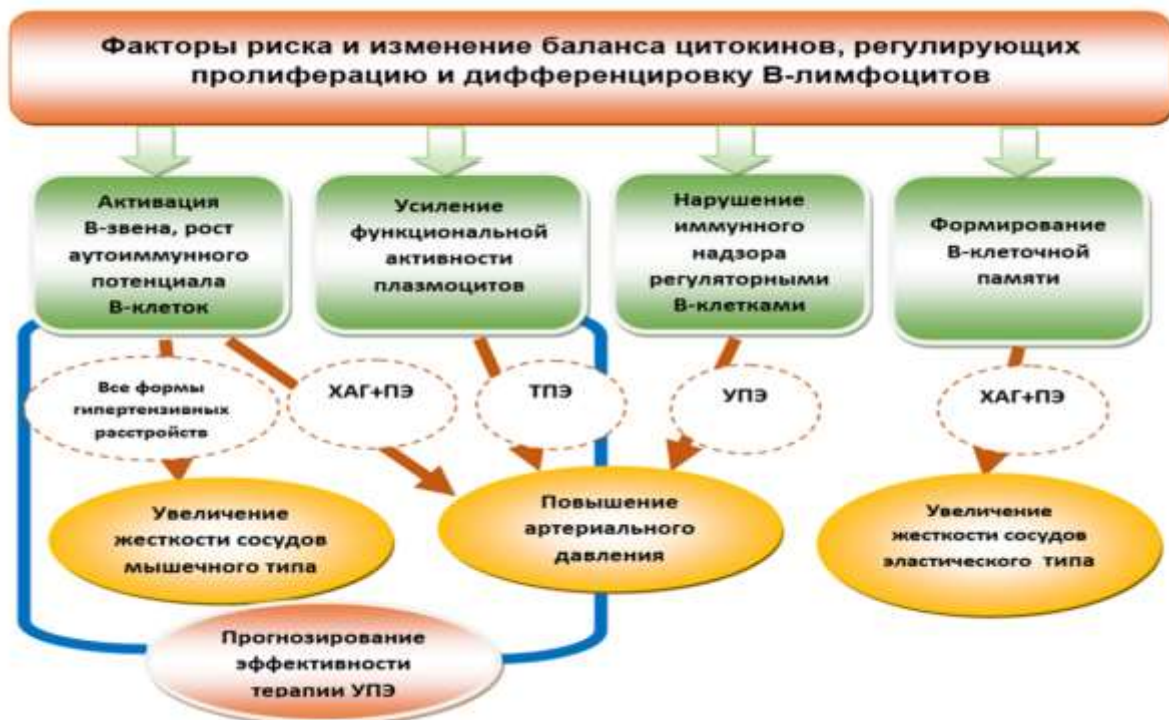 Факторы риска и изменение баланса цитокинов, регулирующих
пролиферацию и дифференцировку В-лимфоцитов
Активация
В-звена, рост
аутоиммунного
потенциала
В-клеток
Усиление
функциональной
активности
плазмоцитов
Нарушение
иммунного
надзора
регуляторными
В-клетками
Формирование
В-клеточной
памяти
Все формы
гипертензивных
расстройств
ХАГ+ПЭ
ТПЭ
УПЭ
ХАГ+ПЭ
Увеличение
жесткости сосудов
мышечного типа
Повышение
артериального
давления
Увеличение
жесткости сосудов
эластического типа
Прогнозирование
эффективности
терапии УПЭ